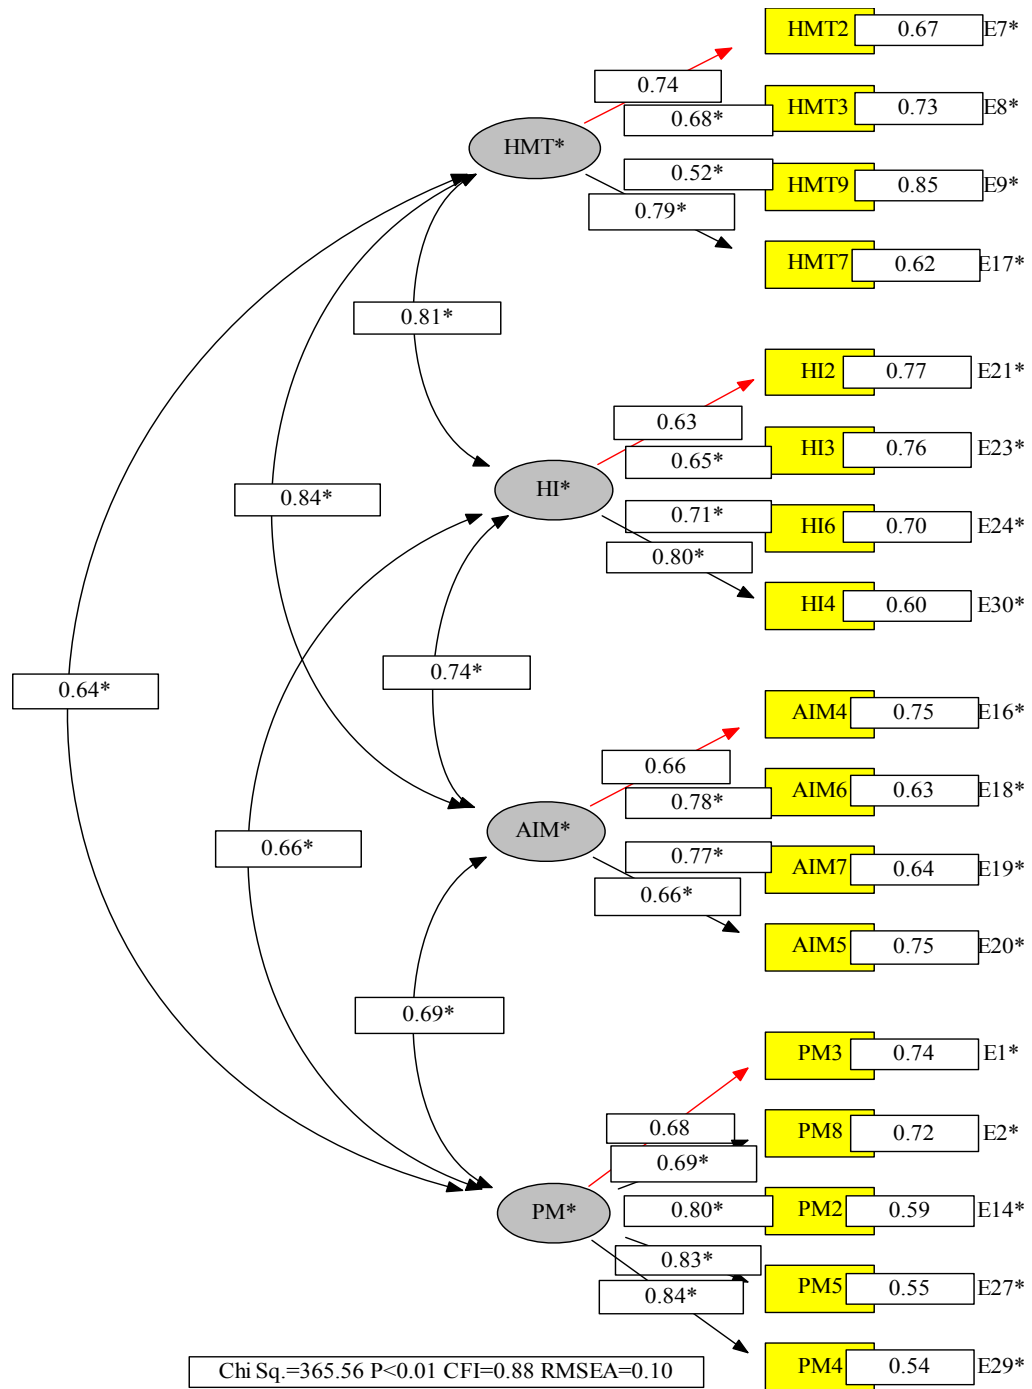 HMT2 0.67 E7*
0.74
HMT3 0.73 E8*
0.68*
HMT*
HMT9 0.85 E9*
0.52*
0.79*
HMT7 0.62 E17*
0.81*
HI2 0.77 E21*
0.63
HI3 0.76 E23*
0.65*
HI*
0.84*
HI6 0.70 E24*
0.71*
0.80*
HI4 0.60 E30*
0.74*
0.64*
AIM4 0.75 E16*
0.66
AIM6 0.63 E18*
0.78*
AIM*
0.66*
AIM7 0.64 E19*
0.77*
0.66*
AIM5 0.75 E20*
0.69*
PM3 0.74 E1*
0.68
PM8 0.72 E2*
0.69*
PM*
PM2 0.59 E14*
0.80*
0.83*
PM5 0.55 E27*
0.84*
PM4 0.54 E29*
Chi Sq.=365.56 P<0.01 CFI=0.88 RMSEA=0.10